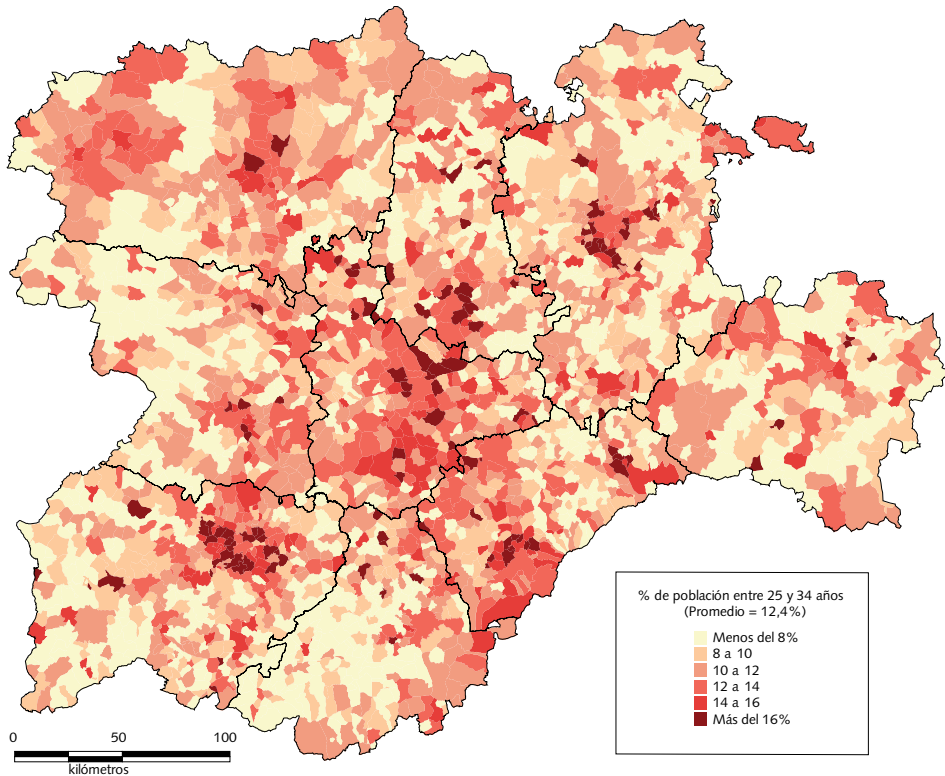 % de población entre 25 y 34 años
(Promedio = 12,4%)
Menos del 8%
8 a 10
10 a 12
12 a 14
14 a 16
Más del 16%
0 50 100
kilómetros